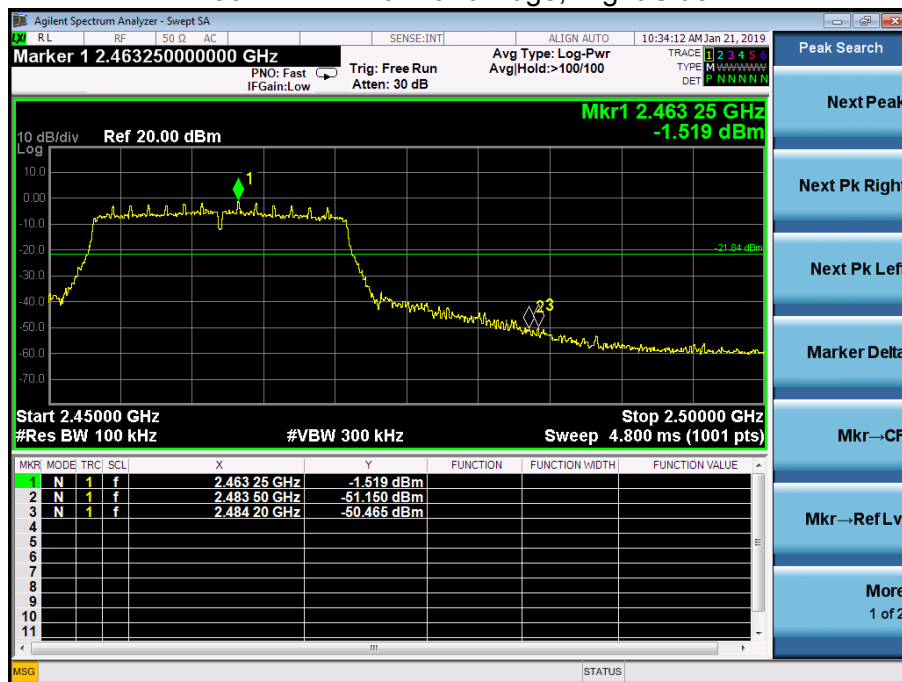 Agilent Spectrum Analyzer - Swept SA
LXI RL RF 50 Ω AC SENSE:INT ALIGN AUTO 10:34:12 AM Jan 21, 2019
Marker 1 2.463250000000 GHz Avg Type: Log-Pwr TRACE 1 2 3 4 5 6
PNO: Fast Trig: Free Run Avg|Hold:>100/100 TYPE M WWWWW
IFGain:Low Atten: 30 dB DET P N N N N N
Peak Search
Next Peak
Next Pk Right
Next Pk Left
Marker Delta
Mkr→CF
Mkr→Ref Lv
More
1 of 2
Mkr1 2.463 25 GHz
10 dB/div Ref 20.00 dBm -1.519 dBm
Log
10.0
0.00
-10.0
-20.0
-30.0
-40.0
-50.0
-60.0
-70.0
1
-21.84 dBm
2 3
Start 2.45000 GHz Stop 2.50000 GHz
#Res BW 100 kHz #VBW 300 kHz Sweep 4.800 ms (1001 pts)
MKR MODE TRC SCL X Y FUNCTION FUNCTION WIDTH FUNCTION VALUE
1 N 1 f 2.463 25 GHz -1.519 dBm
2 N 1 f 2.483 50 GHz -51.150 dBm
3 N 1 f 2.484 20 GHz -50.465 dBm
4
5
6
7
8
9
10
11
MSG STATUS